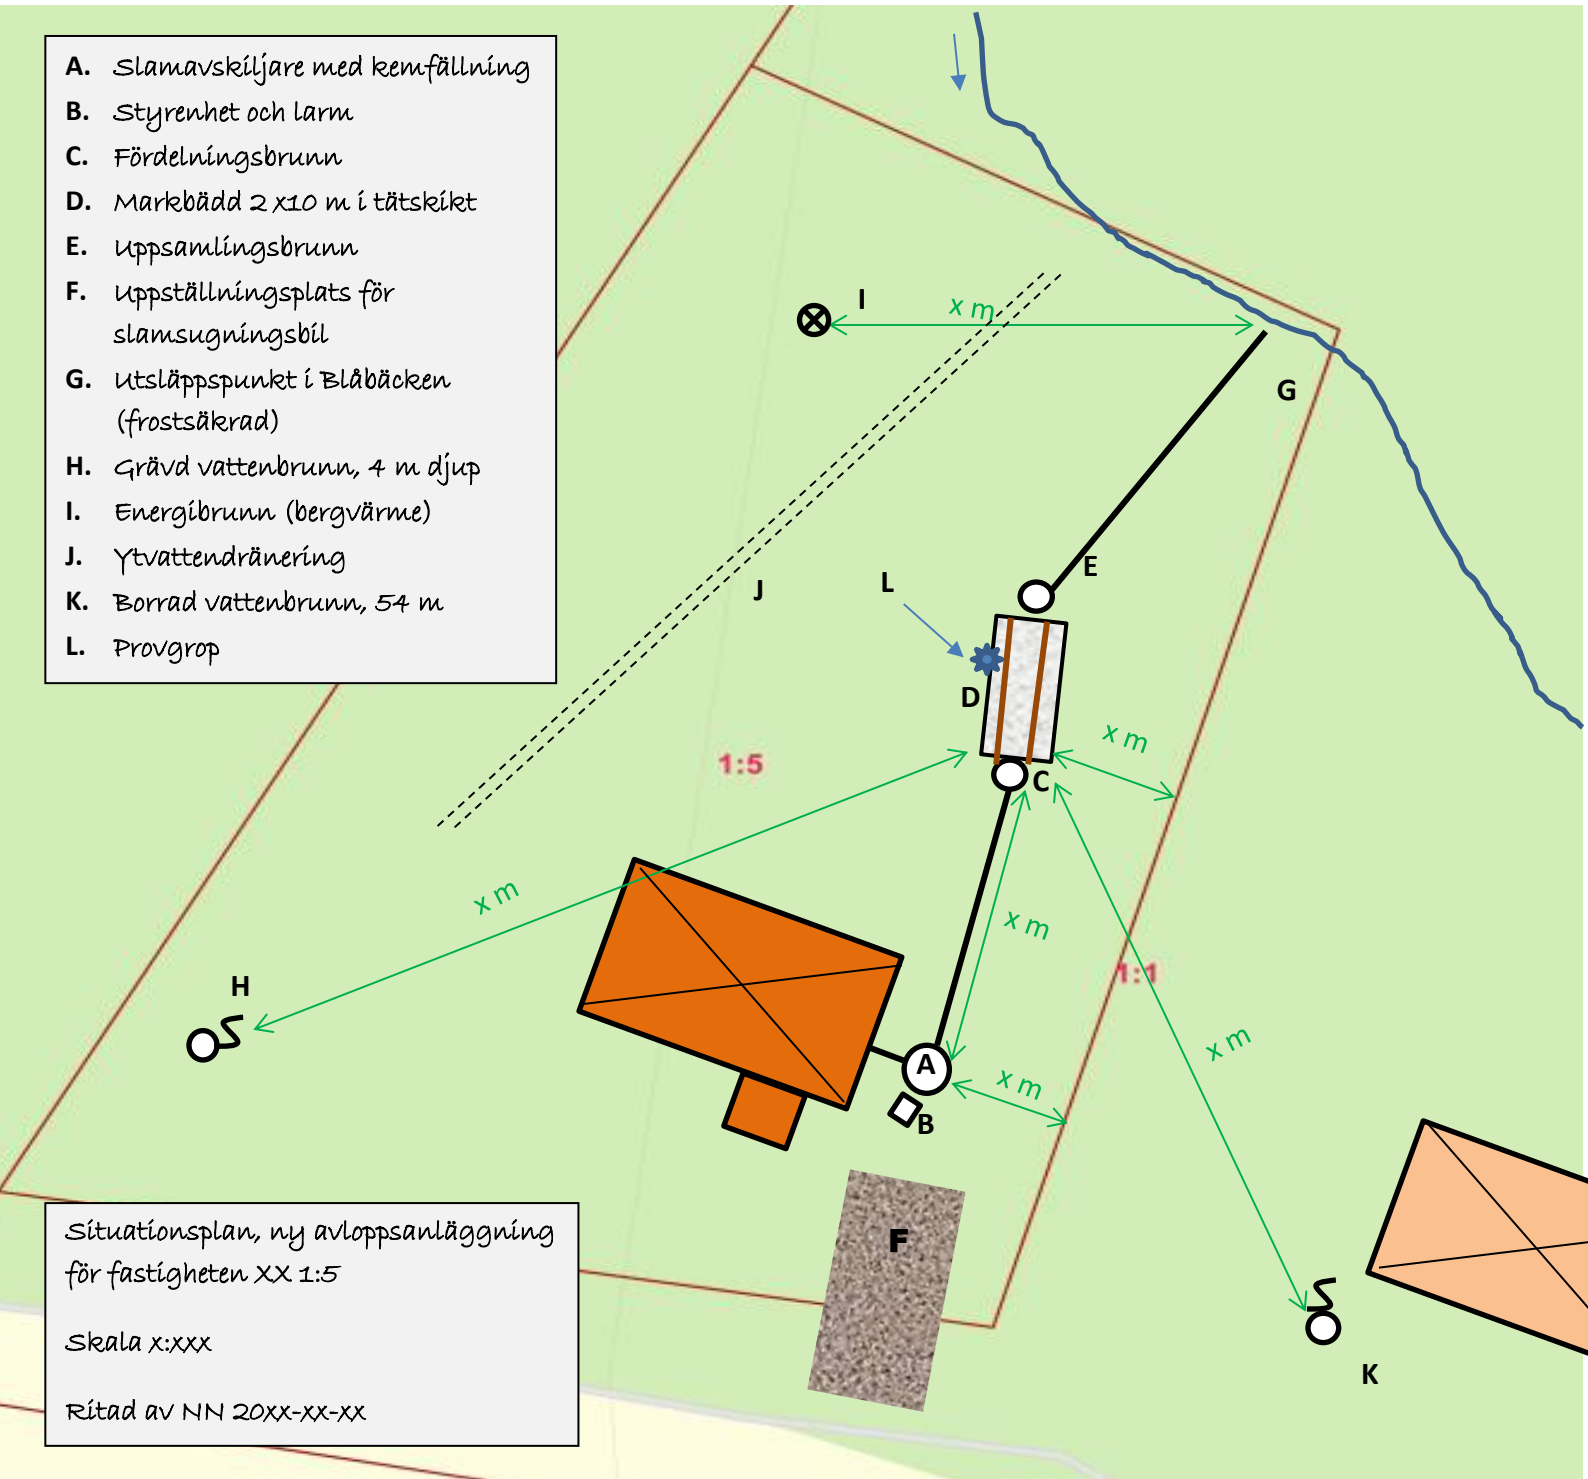 A. Slamavskiljare med kemfällning
B. Styrenhet och larm
C. Fördelningsbrunn
D. Markbädd 2 x10 m i tätskikt
E. Uppsamlingsbrunn
F. Uppställningsplats för
slamsugningsbil
G. Utsläppspunkt i Blåbäcken
(frostsäkrad)
H. Grävd vattenbrunn, 4 m djup
I. Energibrunn (bergvärme)
J. Ytvattendränering
K. Borrad vattenbrunn, 54 m
L. Provgrop
I
x m
G
E
L
J
D
x m
1:5
C
x m
x m
1:1
H
x m
A
x m
B
F
K
Situationsplan, ny avloppsanläggning
för fastigheten XX 1:5
Skala x:xxx
Ritad av NN 20xx-xx-xx